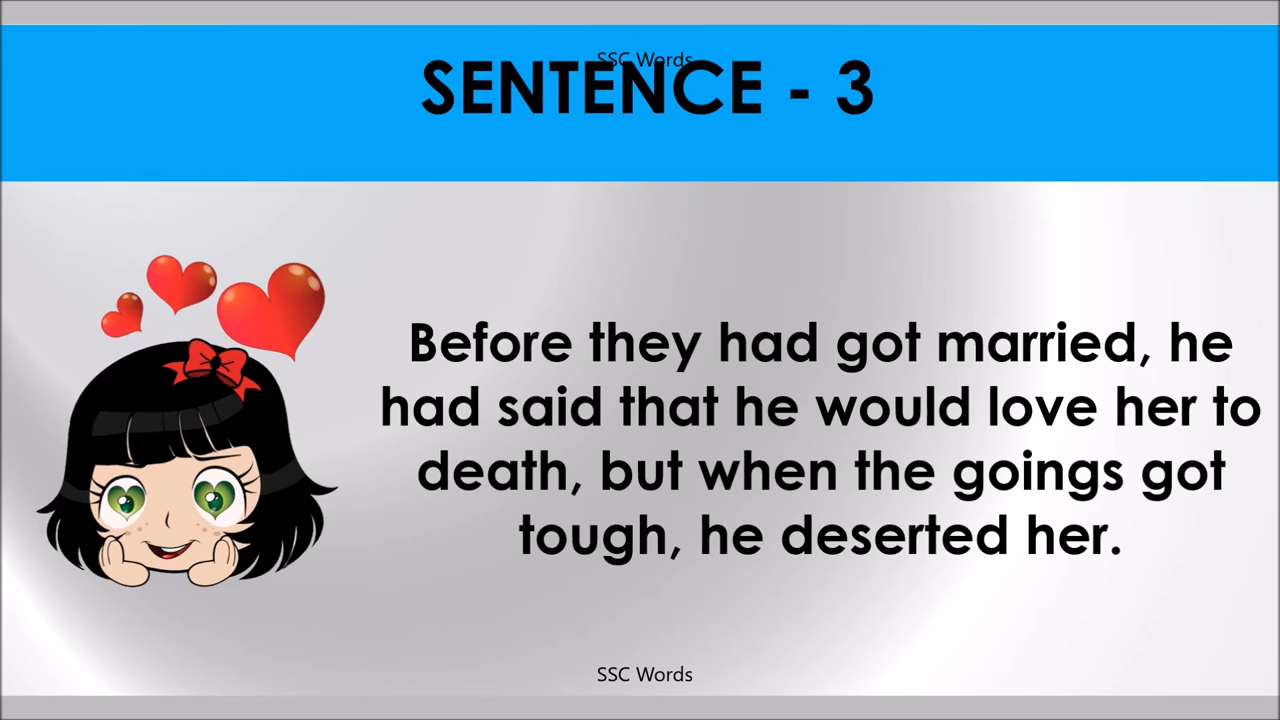 SSC Words
SENTENCE - 3
Before they had got married, he
had said that he would love her to
death, but when the goings got
tough, he deserted her.
SSC Words